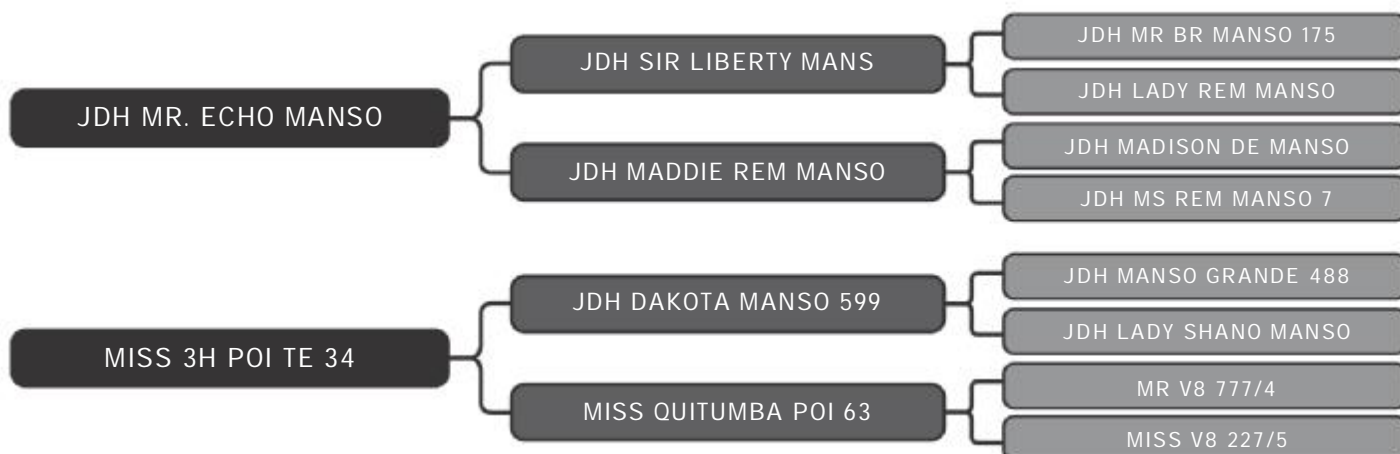 JDH MR. ECHO MANSO
JDH SIR LIBERTY MANS
JDH MADDIE REM MANSO
JDH MR BR MANSO 175
JDH LADY REM MANSO
JDH MADISON DE MANSO
JDH MS REM MANSO 7
MISS 3H POI TE 34
JDH DAKOTA MANSO 599
MISS QUITUMBA POI 63
JDH MANSO GRANDE 488
JDH LADY SHANO MANSO
MR V8 777/4
MISS V8 227/5